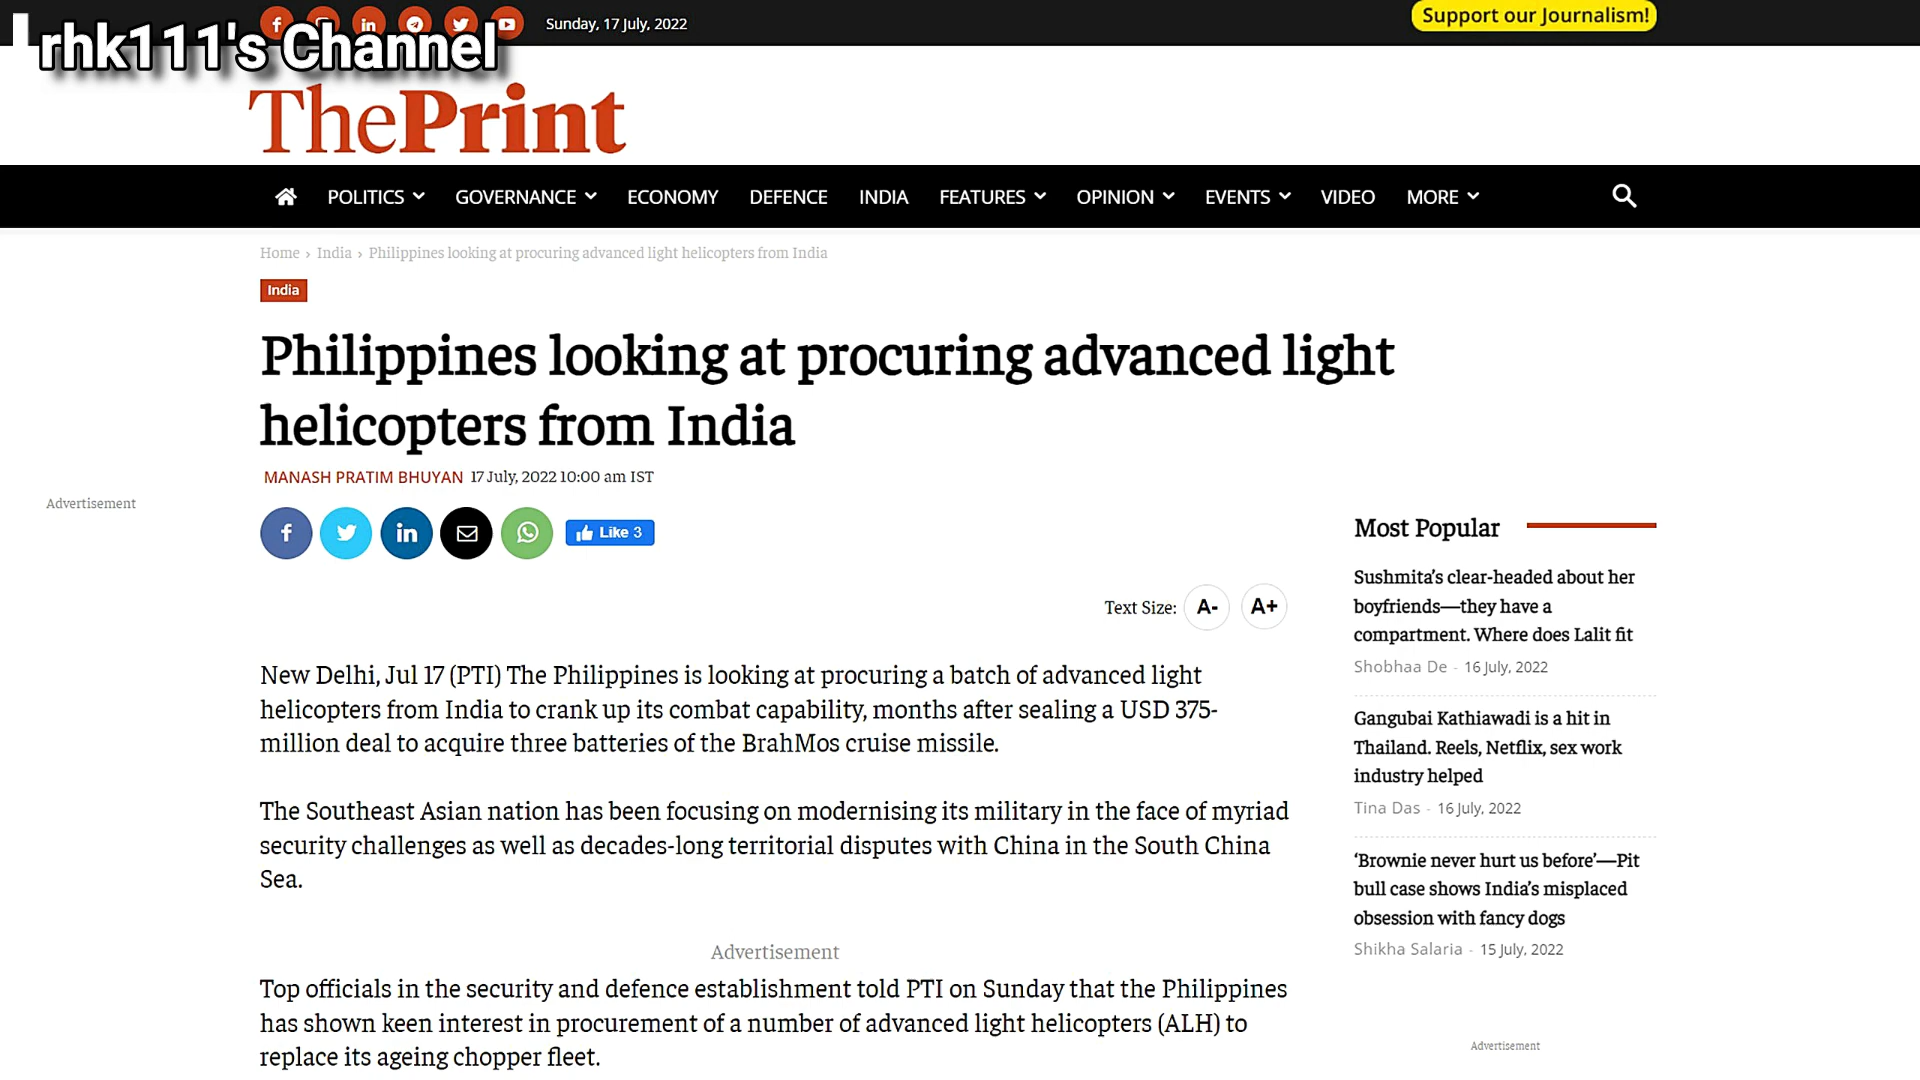 Sunday, 17 July, 2022
Support our Journalism!
rhk111's Channel
ThePrint
POLITICS GOVERNANCE ECONOMY DEFENCE INDIA FEATURES OPINION EVENTS VIDEO MORE
Home › India › Philippines looking at procuring advanced light helicopters from India
India
Philippines looking at procuring advanced light
helicopters from India
MANASH PRATIM BHUYAN 17 July, 2022 10:00 am IST
Advertisement
Like 3
Text Size: A- A+
New Delhi, Jul 17 (PTI) The Philippines is looking at procuring a batch of advanced light
helicopters from India to crank up its combat capability, months after sealing a USD 375-
million deal to acquire three batteries of the BrahMos cruise missile.
The Southeast Asian nation has been focusing on modernising its military in the face of myriad
security challenges as well as decades-long territorial disputes with China in the South China
Sea.
Advertisement
Top officials in the security and defence establishment told PTI on Sunday that the Philippines
has shown keen interest in procurement of a number of advanced light helicopters (ALH) to
replace its ageing chopper fleet.
Most Popular
Sushmita’s clear-headed about her
boyfriends—they have a
compartment. Where does Lalit fit
Shobhaa De - 16 July, 2022
Gangubai Kathiawadi is a hit in
Thailand. Reels, Netflix, sex work
industry helped
Tina Das - 16 July, 2022
‘Brownie never hurt us before’—Pit
bull case shows India’s misplaced
obsession with fancy dogs
Shikha Salaria - 15 July, 2022
Advertisement